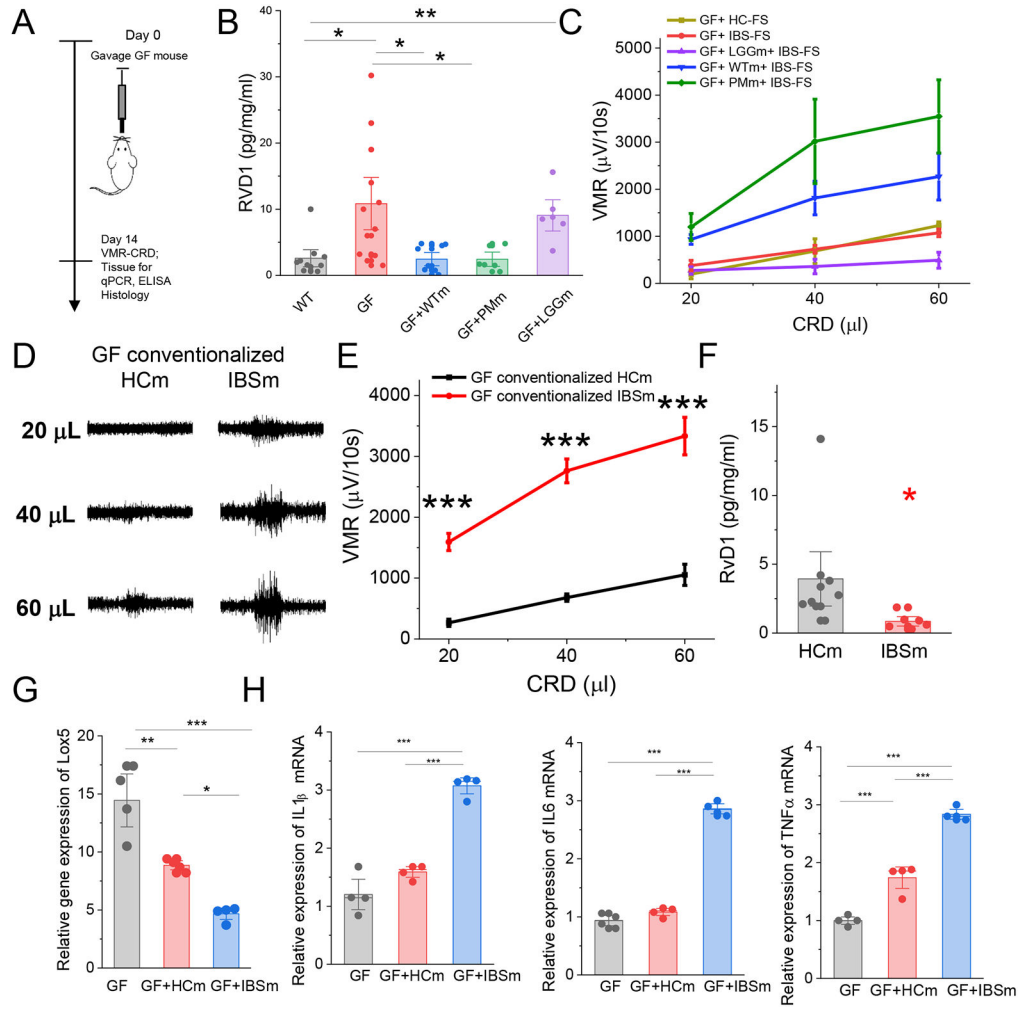 A
Day 0
Gavage GF mouse
Day 14
VMR-CRD;
Tissue for
qPCR, ELISA
Histology
B
RVD1 (pg/mg/ml)
40
30
20
10
0
**
*
*
*
WT
GF
GF+WTm
GF+PMm
GF+LGGm
C
GF+ HC-FS
GF+ IBS-FS
GF+ LGGm+ IBS-FS
GF+ WTm+ IBS-FS
GF+ PMm+ IBS-FS
VMR (μV/10s)
5000
4000
3000
2000
1000
0
20
40
60
CRD (μl)
D
GF conventionalized
HCm
IBSm
20 μL
40 μL
60 μL
E
GF conventionalized HCm
GF conventionalized IBSm
VMR (μV/10s)
4000
3000
2000
1000
0
***
***
***
20
40
60
CRD (μl)
F
RvD1 (pg/mg/ml)
15
10
5
0
*
HCm
IBSm
G
Relative gene expression of Lox5
20
15
10
5
0
***
**
*
GF
GF+HCm
GF+IBSm
H
Relative expression of IL1β mRNA
4
3
2
1
0
***
***
GF
GF+HCm
GF+IBSm
Relative expression of IL6 mRNA
4
3
2
1
0
***
***
GF
GF+HCm
GF+IBSm
Relative expression of TNFα mRNA
4
3
2
1
0
***
***
***
GF
GF+HCm
GF+IBSm